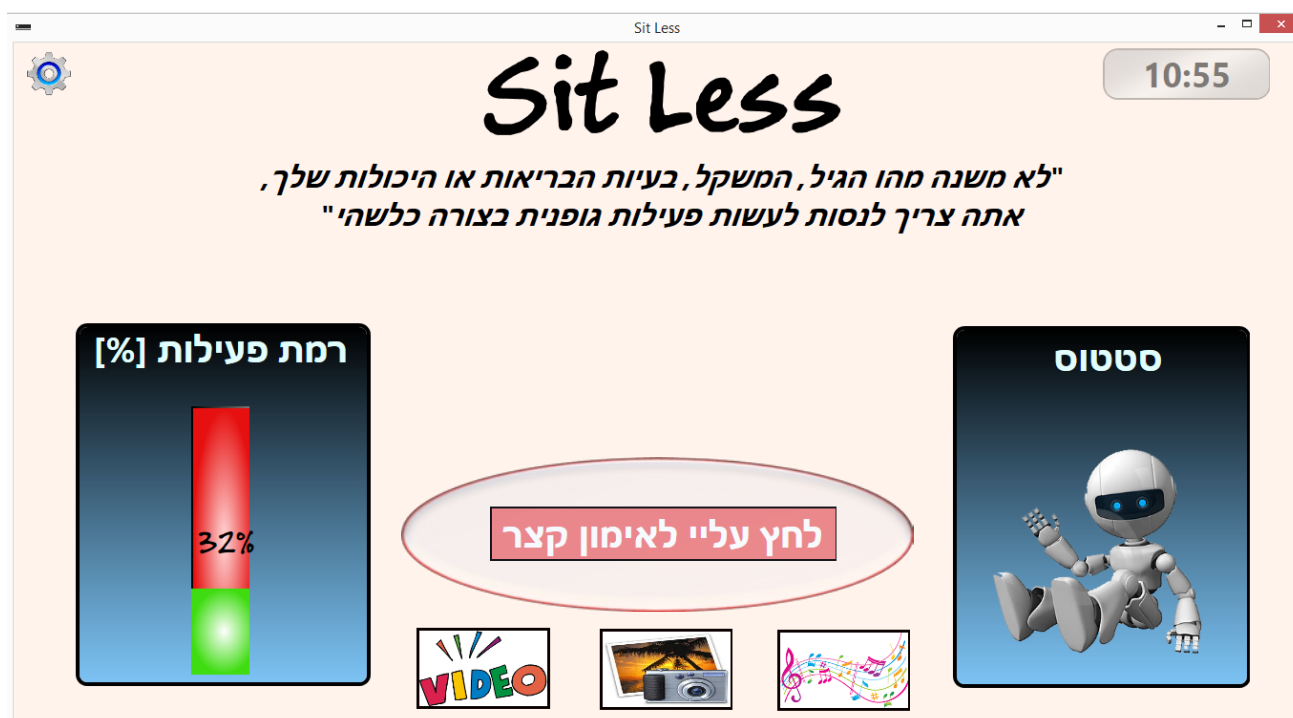 Sit Less
10:55
Sit Less
"לא משנה מהו הגיל, המשקל, בעיות הבריאות או היכולות שלך,
אתה צריך לנסות לעשות פעילות גופנית בצורה כלשהי"
סטטוס
רמת פעילות [%]
32%
לחץ עליי לאימון קצר
VIDEO